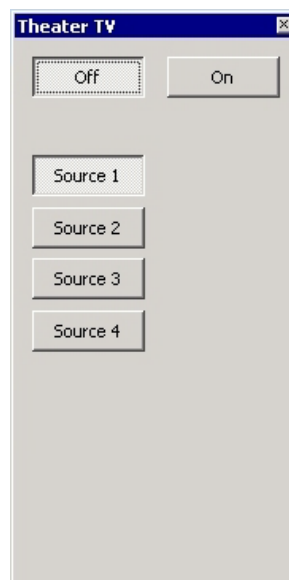 Theater TV
Off
On
Source 1
Source 2
Source 3
Source 4